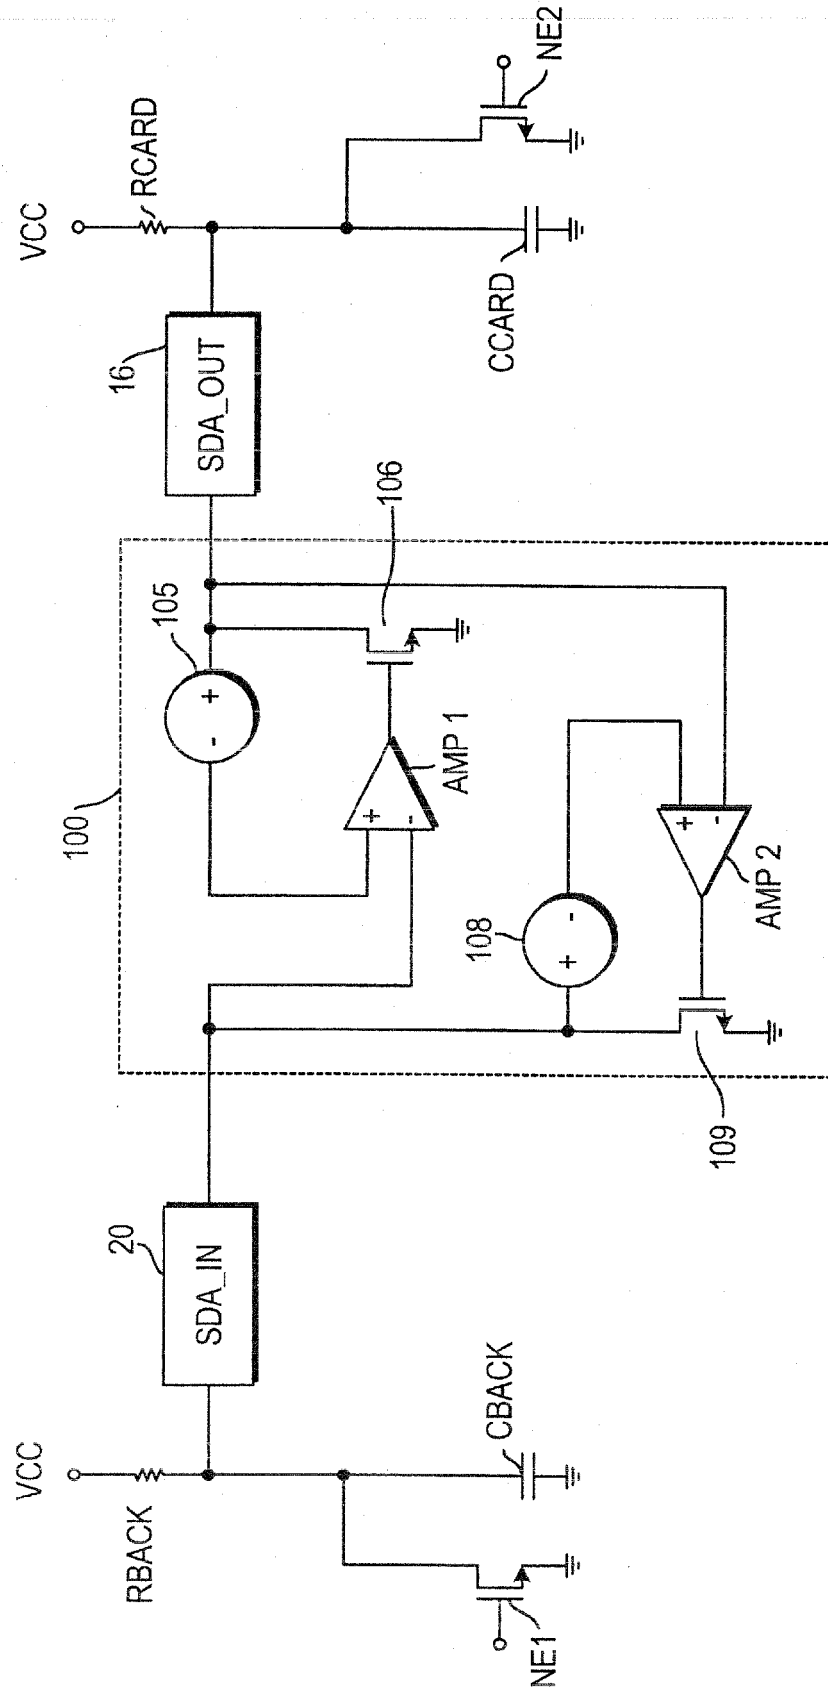 VCC
RCARD
NE2
CCARD
16
SDA_OUT
100
105
+
-
106
+
-
AMP 1
108
+
-
+
-
AMP 2
109
20
SDA_IN
VCC
RBACK
CBACK
NE1